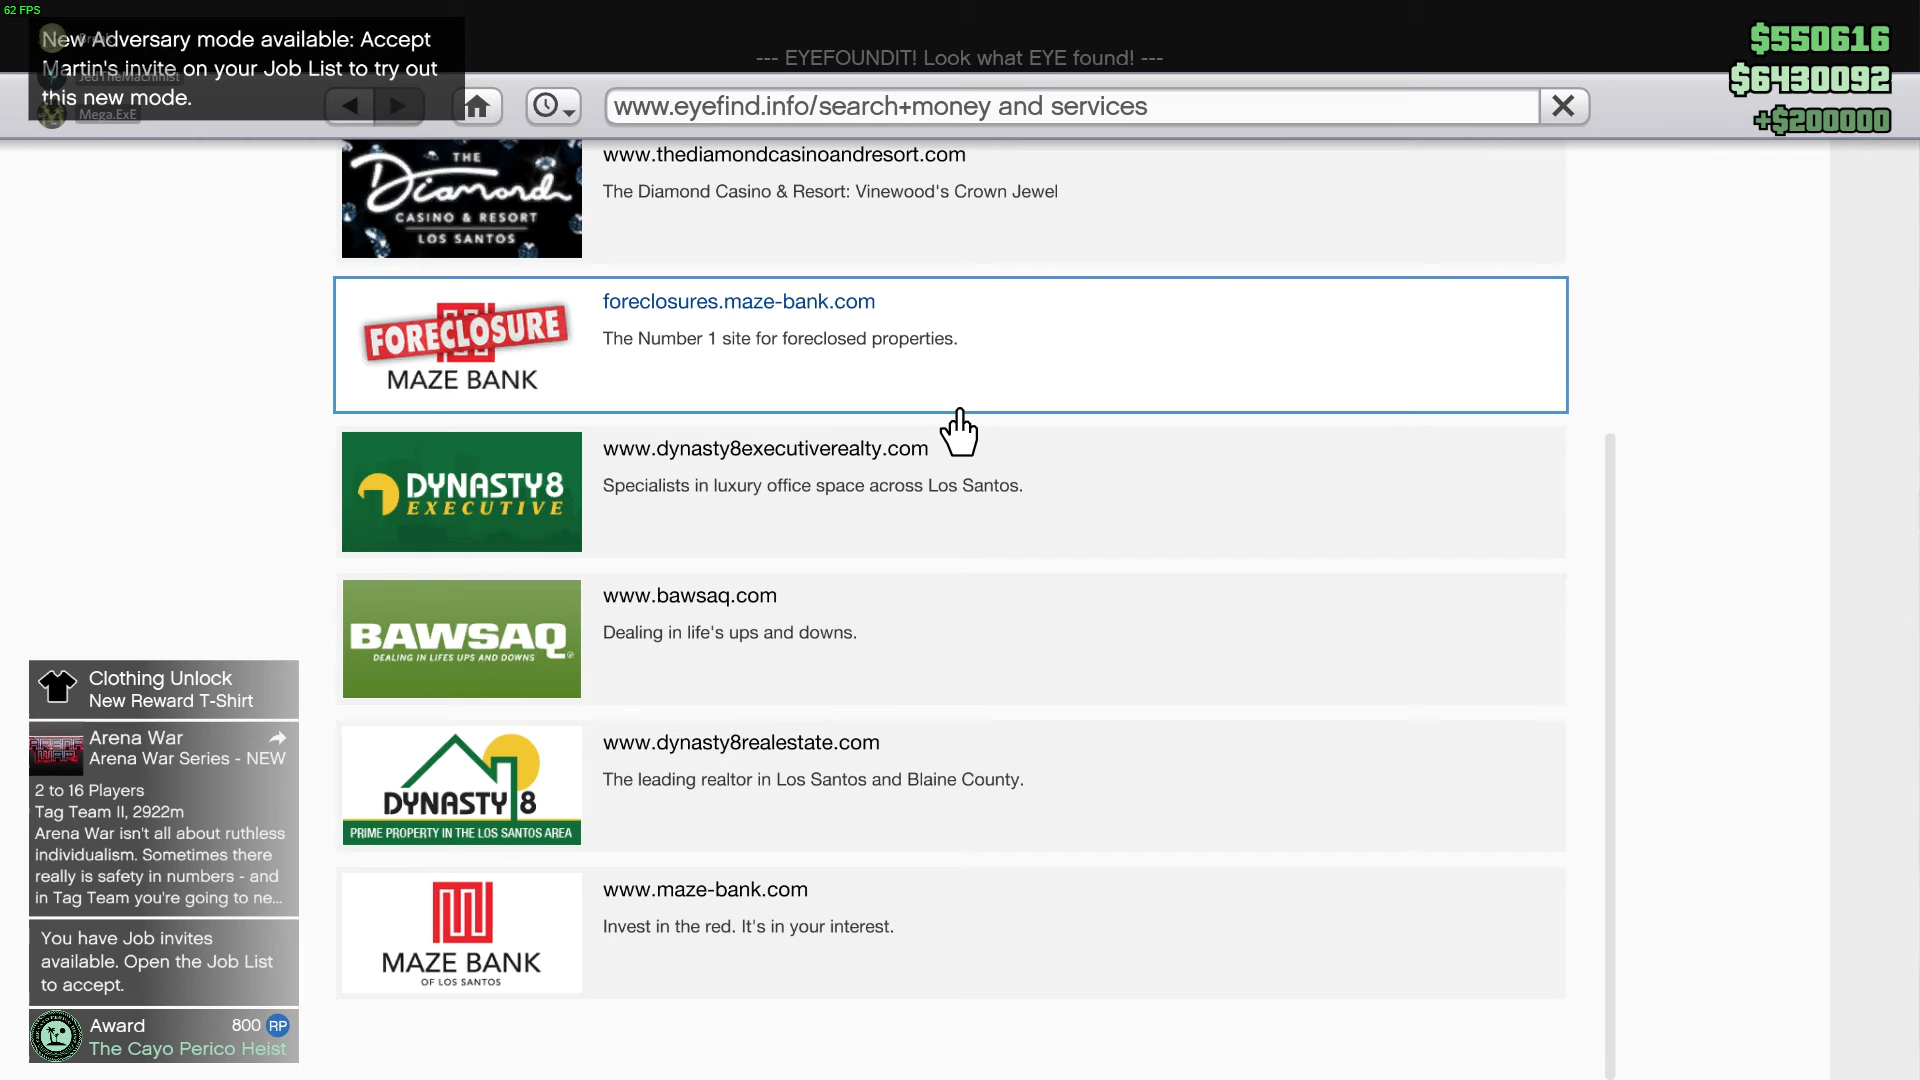 62 FPS
New Adversary mode available: Accept
Martin's invite on your Job List to try out
this new mode.
JedTheMachinist
Mega.ExE
--- EYEFOUNDIT! Look what EYE found! ---
www.eyefind.info/search+money and services
$550616
$6430092
+$200000
THE
Diamond
CASINO & RESORT
LOS SANTOS
www.thediamondcasinoandresort.com
The Diamond Casino & Resort: Vinewood's Crown Jewel
FORECLOSURE
MAZE BANK
foreclosures.maze-bank.com
The Number 1 site for foreclosed properties.
DYNASTY8
EXECUTIVE
www.dynasty8executiverealty.com
Specialists in luxury office space across Los Santos.
BAWSAQ
DEALING IN LIFES UPS AND DOWNS
www.bawsaq.com
Dealing in life's ups and downs.
DYNASTY 8
PRIME PROPERTY IN THE LOS SANTOS AREA
www.dynasty8realestate.com
The leading realtor in Los Santos and Blaine County.
MAZE BANK
OF LOS SANTOS
www.maze-bank.com
Invest in the red. It's in your interest.
Clothing Unlock
New Reward T-Shirt
ARENA WAR
Arena War
Arena War Series - NEW
2 to 16 Players
Tag Team II, 2922m
Arena War isn't all about ruthless
individualism. Sometimes there
really is safety in numbers - and
in Tag Team you're going to ne...
You have Job invites
available. Open the Job List
to accept.
Award 800 RP
The Cayo Perico Heist